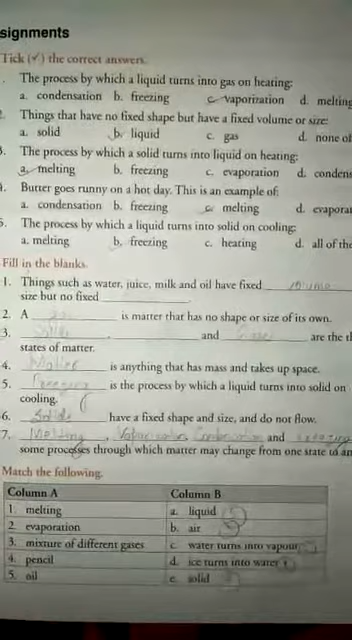 signments
Tick (✓) the correct answers.
The process by which a liquid turns into gas on heating:
a. condensation b. freezing c. vaporization d. melting
2. Things that have no fixed shape but have a fixed volume or size:
a. solid b. liquid c. gas d. none of
3. The process by which a solid turns into liquid on heating:
a. melting b. freezing c. evaporation d. condens
4. Butter goes runny on a hot day. This is an example of:
a. condensation b. freezing c. melting d. evapora
5. The process by which a liquid turns into solid on cooling:
a. melting b. freezing c. heating d. all of the
Fill in the blanks.
1. Things such as water, juice, milk and oil have fixed
size but no fixed
2. A is matter that has no shape or size of its own.
3. Solids , and are the th
states of matter.
4. Matter is anything that has mass and takes up space.
5. Freezing is the process by which a liquid turns into solid on
cooling.
6. Solids have a fixed shape and size, and do not flow.
7. Melting , and
some processes through which matter may change from one state to an
Match the following.
Column A Column B
1. melting a. liquid
2. evaporation b. air
3. mixture of different gases c. water turns into vapour
4. pencil d. ice turns into water
5. oil e. solid